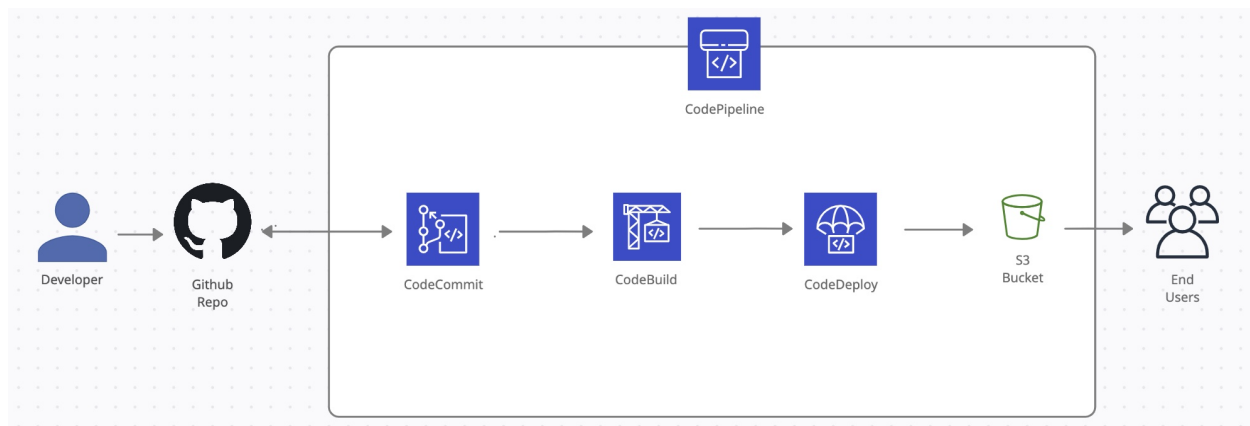 CodePipeline
Developer
Github
Repo
CodeCommit
CodeBuild
CodeDeploy
S3
Bucket
End
Users